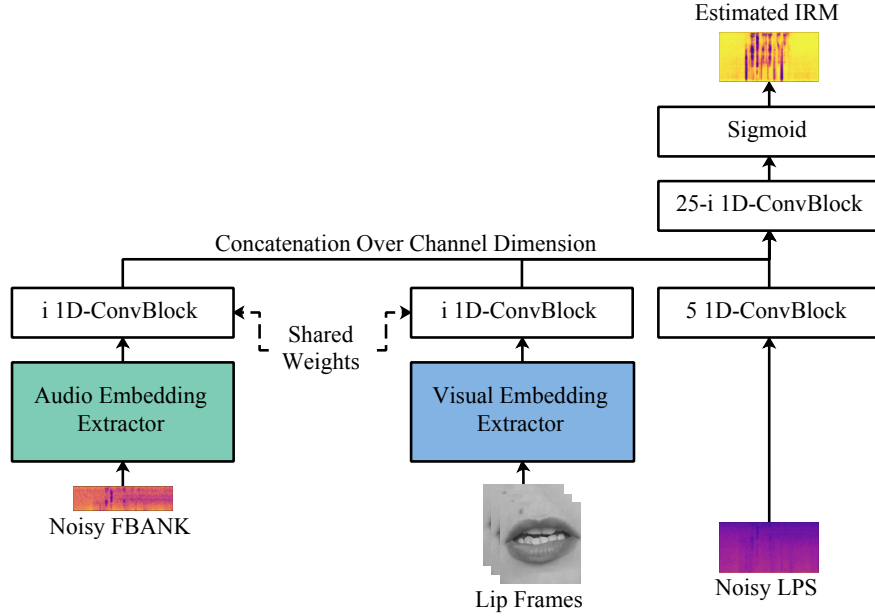 Estimated IRM
Sigmoid
25-i 1D-ConvBlock
Concatenation Over Channel Dimension
i 1D-ConvBlock
i 1D-ConvBlock
5 1D-ConvBlock
Shared
Weights
Audio Embedding
Extractor
Visual Embedding
Extractor
Noisy FBANK
Lip Frames
Noisy LPS